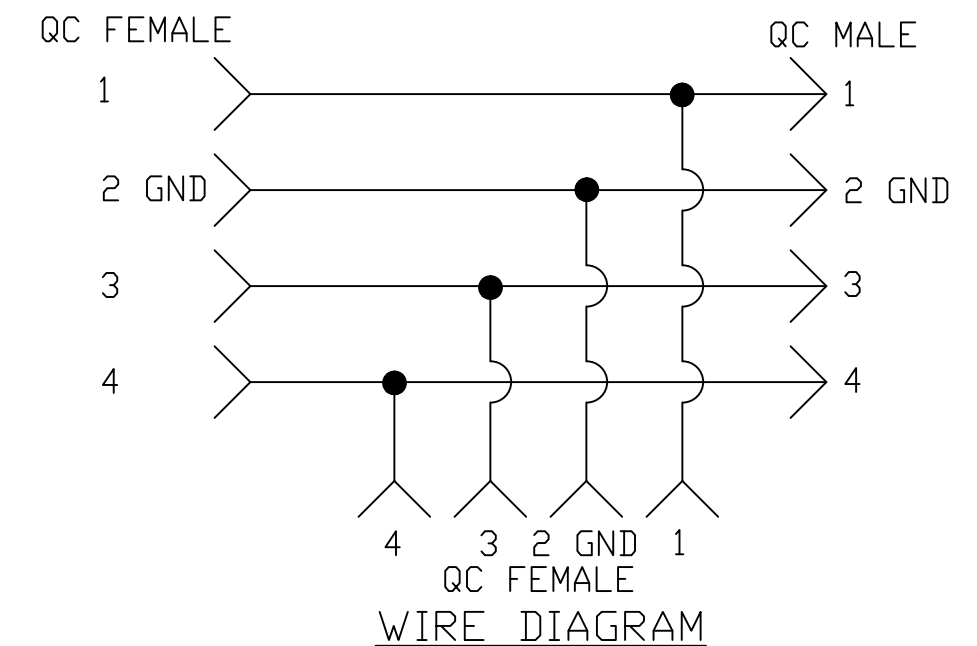 QC FEMALE
QC MALE
1
1
2 GND
2 GND
3
3
4
4
4 3 2 GND 1
QC FEMALE
WIRE DIAGRAM